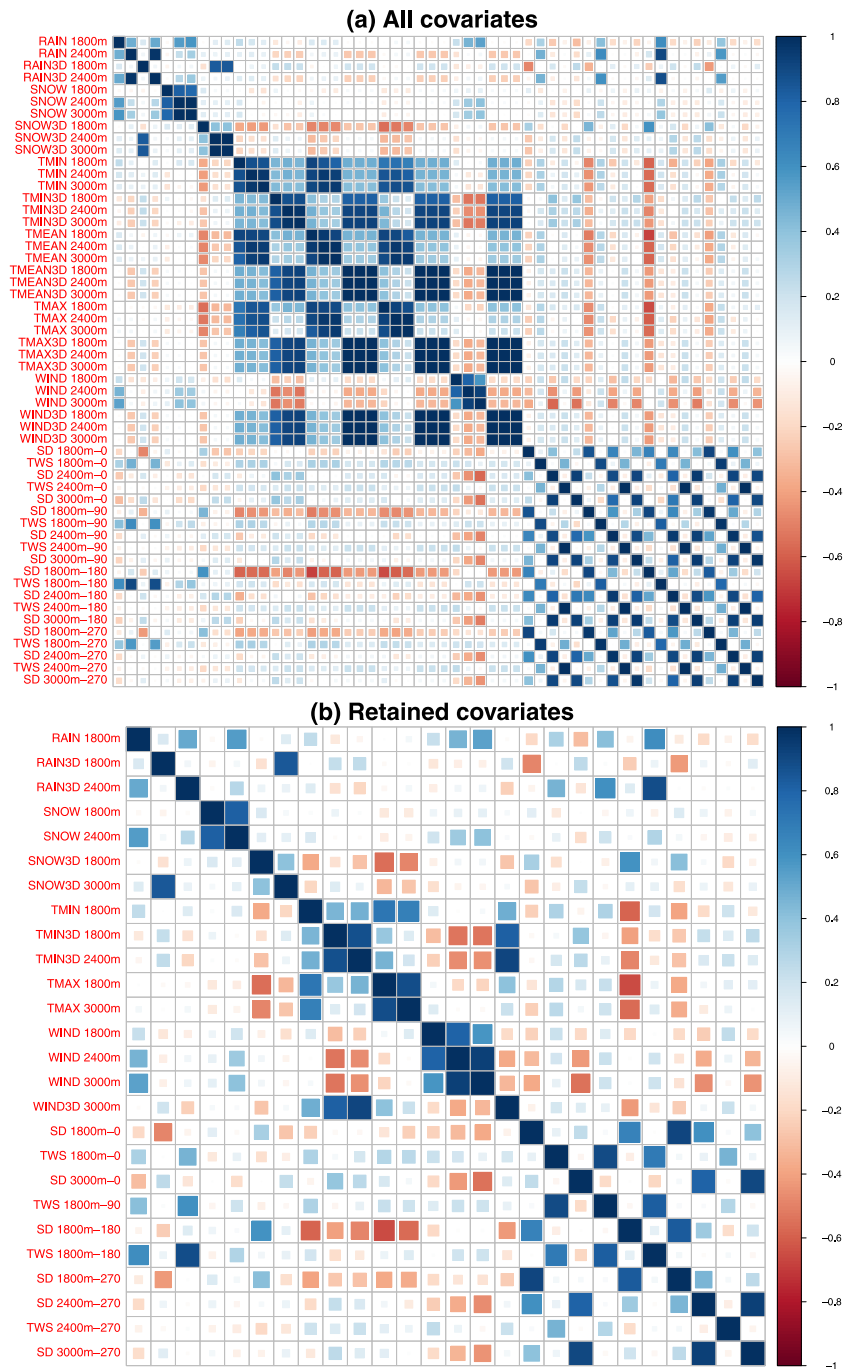 (a) All covariates
RAIN 1800m
RAIN 2400m
RAIN3D 1800m
RAIN3D 2400m
SNOW 1800m
SNOW 2400m
SNOW 3000m
SNOW3D 1800m
SNOW3D 2400m
SNOW3D 3000m
TMIN 1800m
TMIN 2400m
TMIN 3000m
TMIN3D 1800m
TMIN3D 2400m
TMIN3D 3000m
TMEAN 1800m
TMEAN 2400m
TMEAN 3000m
TMEAN3D 1800m
TMEAN3D 2400m
TMEAN3D 3000m
TMAX 1800m
TMAX 2400m
TMAX 3000m
TMAX3D 1800m
TMAX3D 2400m
TMAX3D 3000m
WIND 1800m
WIND 2400m
WIND 3000m
WIND3D 1800m
WIND3D 2400m
WIND3D 3000m
SD 1800m−0
TWS 1800m−0
SD 2400m−0
TWS 2400m−0
SD 3000m−0
SD 1800m−90
TWS 1800m−90
SD 2400m−90
TWS 2400m−90
SD 3000m−90
SD 1800m−180
TWS 1800m−180
SD 2400m−180
TWS 2400m−180
SD 3000m−180
SD 1800m−270
TWS 1800m−270
SD 2400m−270
TWS 2400m−270
SD 3000m−270
1
0.8
0.6
0.4
0.2
0
−0.2
−0.4
−0.6
−0.8
−1
(b) Retained covariates
RAIN 1800m
RAIN3D 1800m
RAIN3D 2400m
SNOW 1800m
SNOW 2400m
SNOW3D 1800m
SNOW3D 3000m
TMIN 1800m
TMIN3D 1800m
TMIN3D 2400m
TMAX 1800m
TMAX 3000m
WIND 1800m
WIND 2400m
WIND 3000m
WIND3D 3000m
SD 1800m−0
TWS 1800m−0
SD 3000m−0
TWS 1800m−90
SD 1800m−180
TWS 1800m−180
SD 1800m−270
SD 2400m−270
TWS 2400m−270
SD 3000m−270
1
0.8
0.6
0.4
0.2
0
−0.2
−0.4
−0.6
−0.8
−1